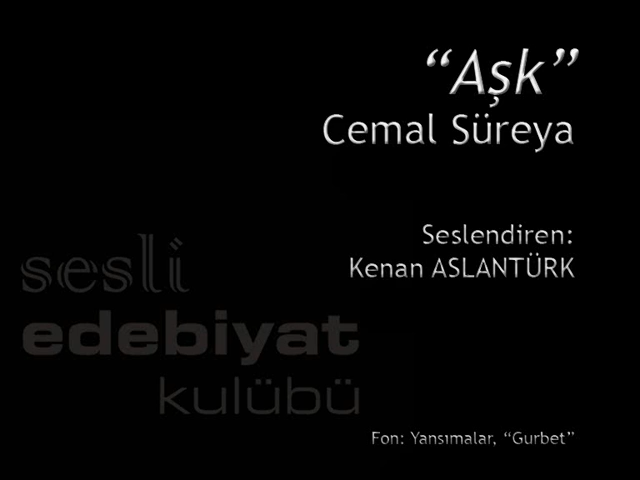 “Aşk”
Cemal Süreya
Seslendiren:
Kenan ASLANTÜRK
sesli
edebiyat
kulübü
Fon: Yansımalar, “Gurbet”